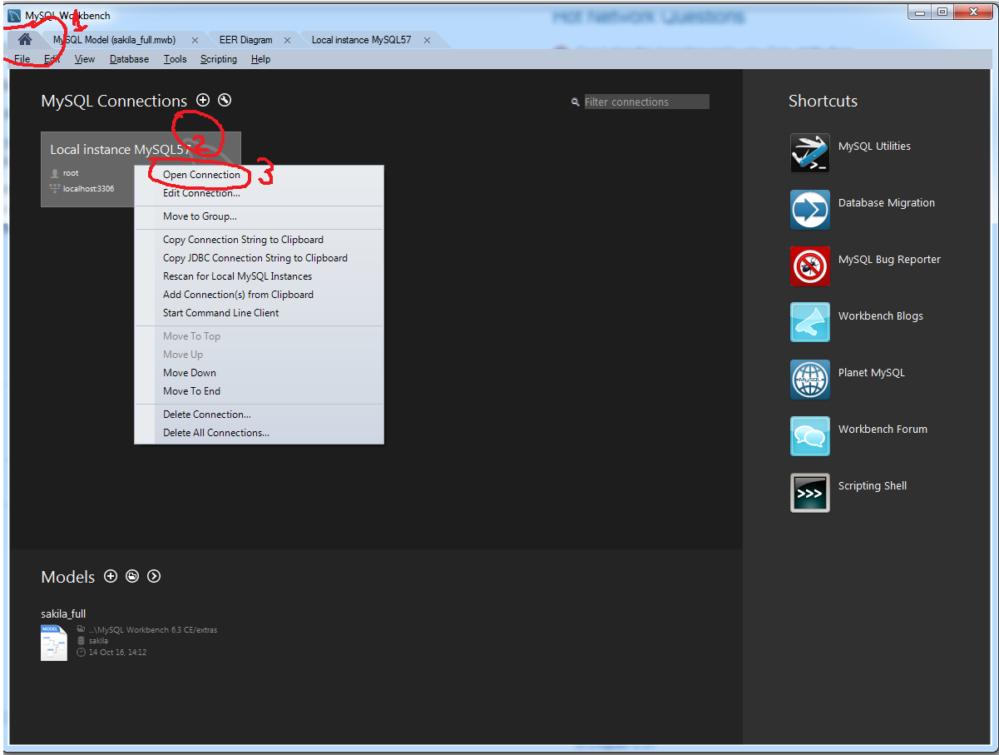 Hot Network Questions
MySQL Workbench
1
MySQL Model (sakila_full.mwb)
EER Diagram
Local instance MySQL57
File Edit View Database Tools Scripting Help
MySQL Connections
Filter connections
Shortcuts
2
Local instance MySQL57
root
localhost:3306
Open Connection
3
Edit Connection...
Move to Group...
Copy Connection String to Clipboard
Copy JDBC Connection String to Clipboard
Rescan for Local MySQL Instances
Add Connection(s) from Clipboard
Start Command Line Client
Move To Top
Move Up
Move Down
Move To End
Delete Connection...
Delete All Connections...
MySQL Utilities
Database Migration
MySQL Bug Reporter
Workbench Blogs
MySQL
Planet MySQL
Workbench Forum
>>>
Scripting Shell
Models
sakila_full
MODEL
...\MySQL Workbench 6.3 CE/extras
sakila
14 Oct 16, 14:12